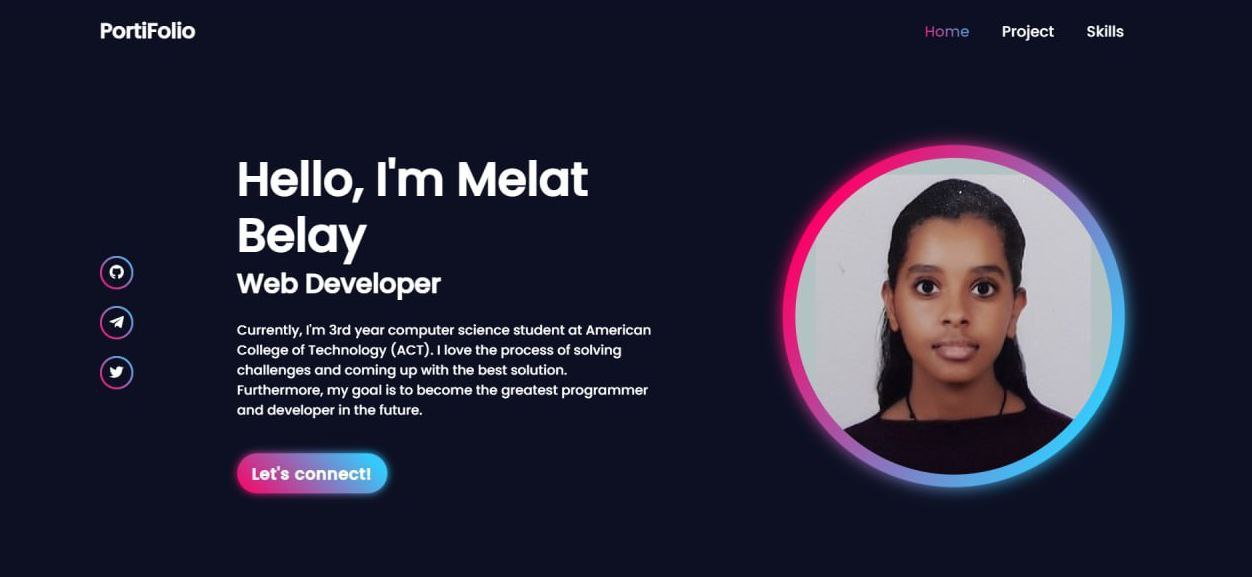 PortiFolio
Home
Project
Skills
Hello, I'm Melat
Belay
Web Developer
Currently, I'm 3rd year computer science student at American
College of Technology (ACT). I love the process of solving
challenges and coming up with the best solution.
Furthermore, my goal is to become the greatest programmer
and developer in the future.
Let's connect!